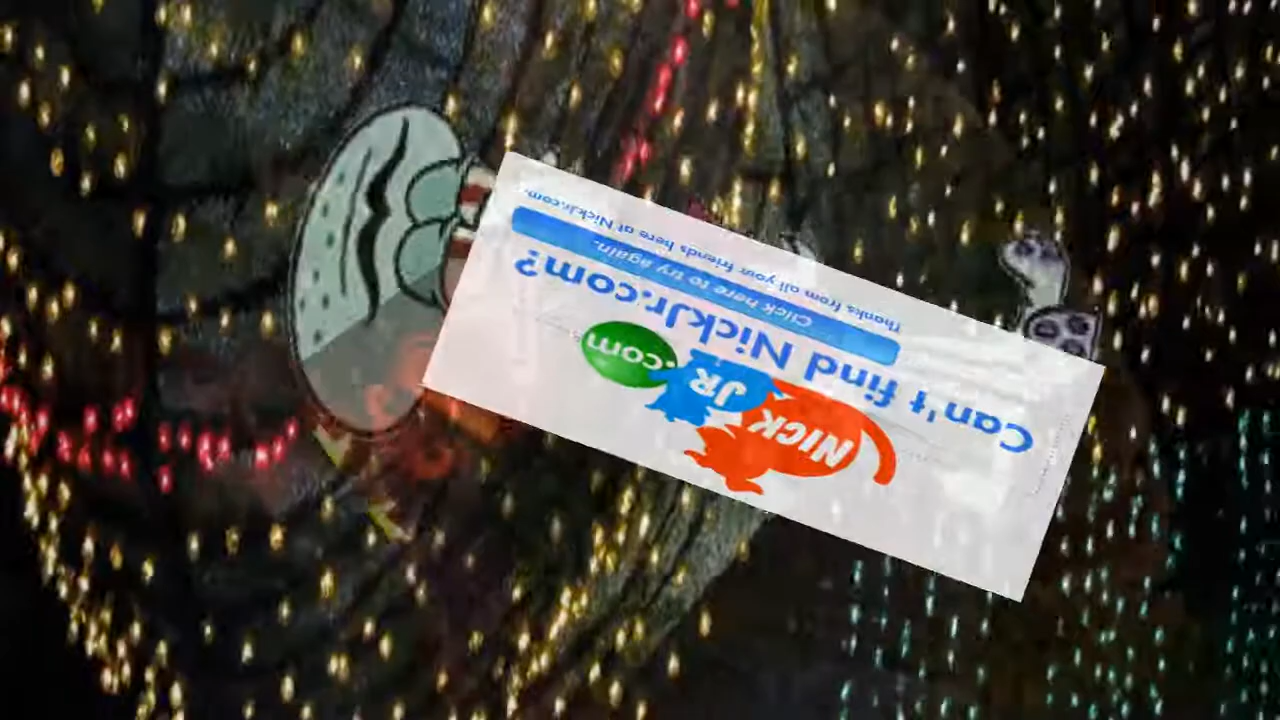 NICK JR .com
Can't find NickJr.com?
Click here to try again.
Thanks from all your friends here at NickJr.com.